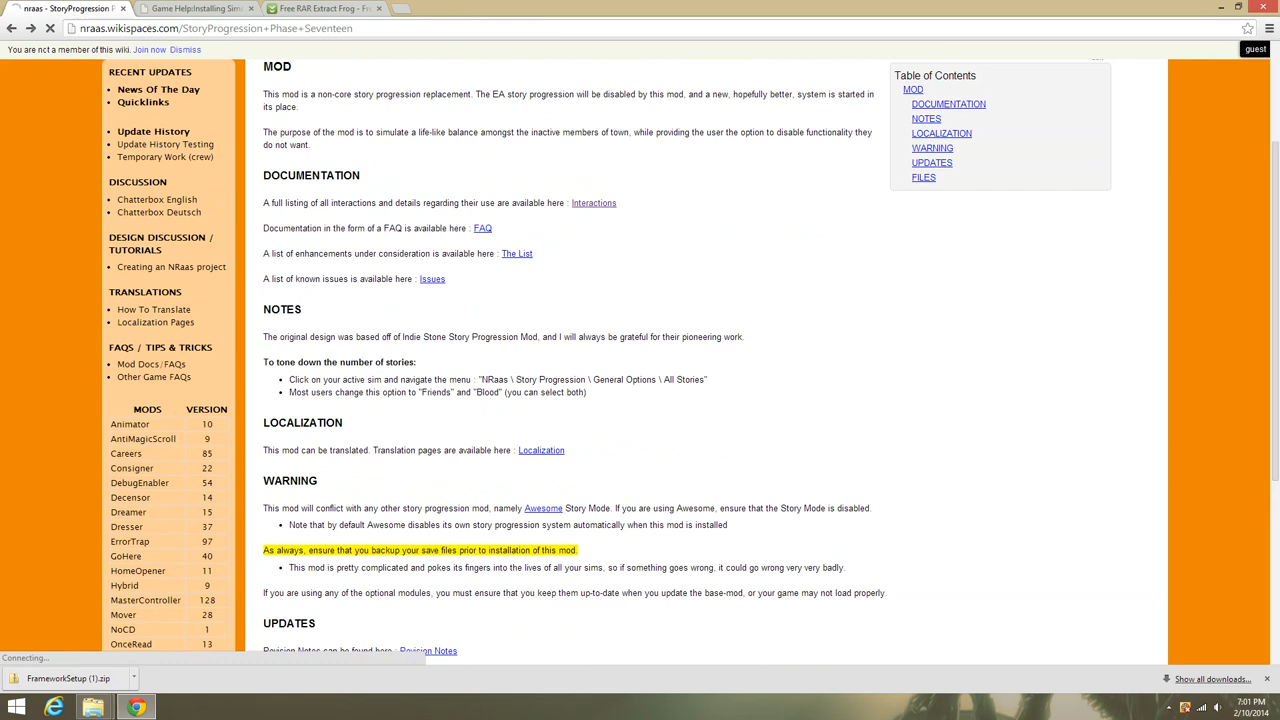 nraas - StoryProgression P
Game Help:Installing Sim
Free RAR Extract Frog - Fr
nraas.wikispaces.com/StoryProgression+Phase+Seventeen
You are not a member of this wiki. Join now Dismiss
guest
RECENT UPDATES
• News Of The Day
• Quicklinks
• Update History
• Update History Testing
• Temporary Work (crew)
DISCUSSION
• Chatterbox English
• Chatterbox Deutsch
DESIGN DISCUSSION /
TUTORIALS
• Creating an NRaas project
TRANSLATIONS
• How To Translate
• Localization Pages
FAQS / TIPS & TRICKS
• Mod Docs/FAQs
• Other Game FAQs
MODS VERSION
Animator 10
AntiMagicScroll 9
Careers 85
Consigner 22
DebugEnabler 54
Decensor 14
Dreamer 15
Dresser 37
ErrorTrap 97
GoHere 40
HomeOpener 11
Hybrid 9
MasterController 128
Mover 28
NoCD 1
OnceRead 13
MOD
This mod is a non-core story progression replacement. The EA story progression will be disabled by this mod, and a new, hopefully better, system is started in
its place.
The purpose of the mod is to simulate a life-like balance amongst the inactive members of town, while providing the user the option to disable functionality they
do not want.
DOCUMENTATION
A full listing of all interactions and details regarding their use are available here : Interactions
Documentation in the form of a FAQ is available here : FAQ
A list of enhancements under consideration is available here : The List
A list of known issues is available here : Issues
NOTES
The original design was based off of Indie Stone Story Progression Mod, and I will always be grateful for their pioneering work.
To tone down the number of stories:
• Click on your active sim and navigate the menu : "NRaas \ Story Progression \ General Options \ All Stories"
• Most users change this option to "Friends" and "Blood" (you can select both)
LOCALIZATION
This mod can be translated. Translation pages are available here : Localization
WARNING
This mod will conflict with any other story progression mod, namely Awesome Story Mode. If you are using Awesome, ensure that the Story Mode is disabled.
• Note that by default Awesome disables its own story progression system automatically when this mod is installed
As always, ensure that you backup your save files prior to installation of this mod.
• This mod is pretty complicated and pokes its fingers into the lives of all your sims, so if something goes wrong, it could go wrong very very badly.
If you are using any of the optional modules, you must ensure that you keep them up-to-date when you update the base-mod, or your game may not load properly.
UPDATES
Revision Notes can be found here : Revision Notes
Table of Contents
MOD
DOCUMENTATION
NOTES
LOCALIZATION
WARNING
UPDATES
FILES
Connecting...
FrameworkSetup (1).zip
Show all downloads...
7:01 PM
2/10/2014